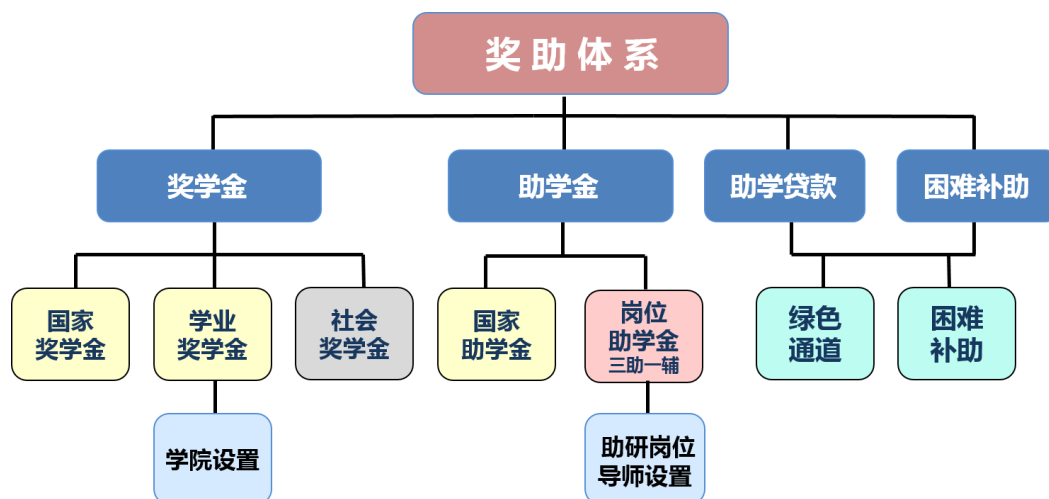 奖助体系
奖学金
助学金
助学贷款
困难补助
国家
奖学金
学业
奖学金
社会
奖学金
国家
助学金
岗位
助学金
三助一辅
绿色
通道
困难
补助
学院设置
助研岗位
导师设置